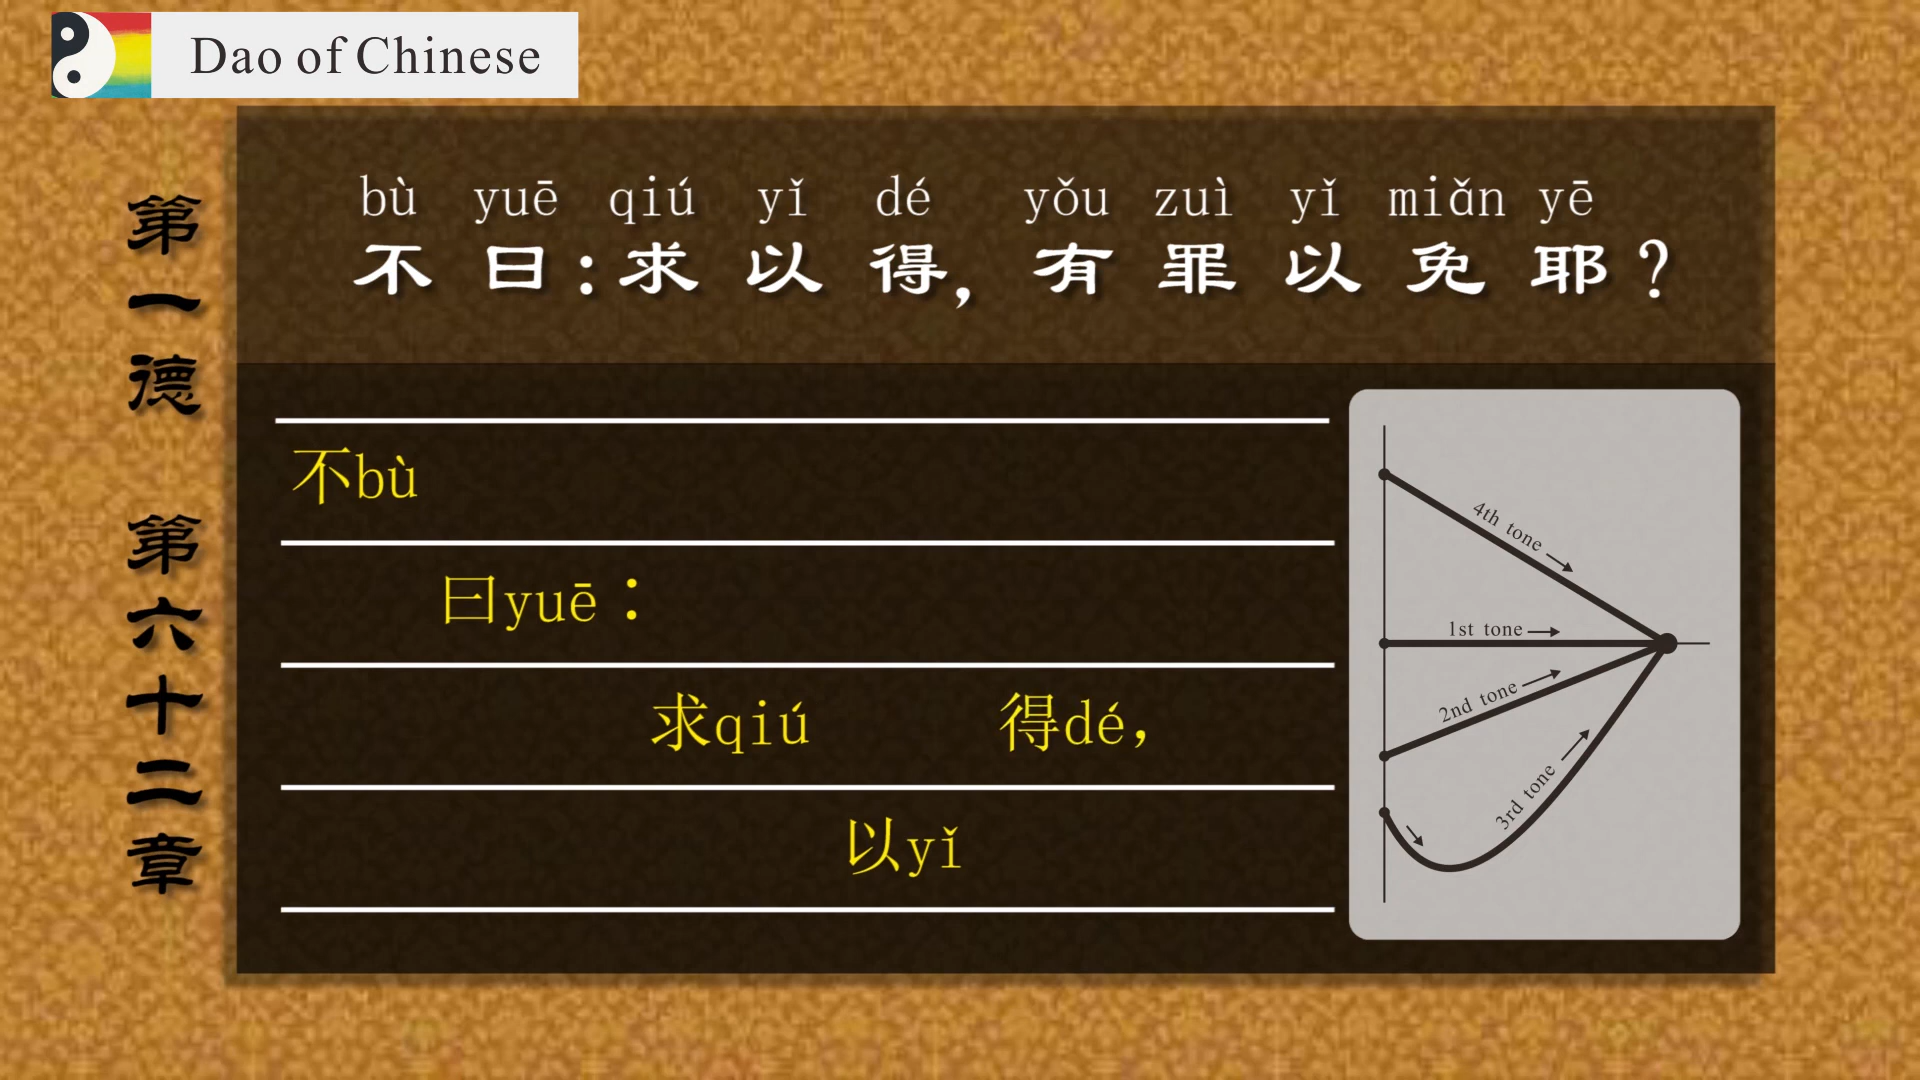 Dao of Chinese
第一德 第六十二章
bù yuē qiú yǐ dé yǒu zuì yǐ miǎn yē
不曰:求以得,有罪以免耶?
不bù
曰yuē：
求qiú 得dé，
以yǐ
4th tone
1st tone
2nd tone
3rd tone